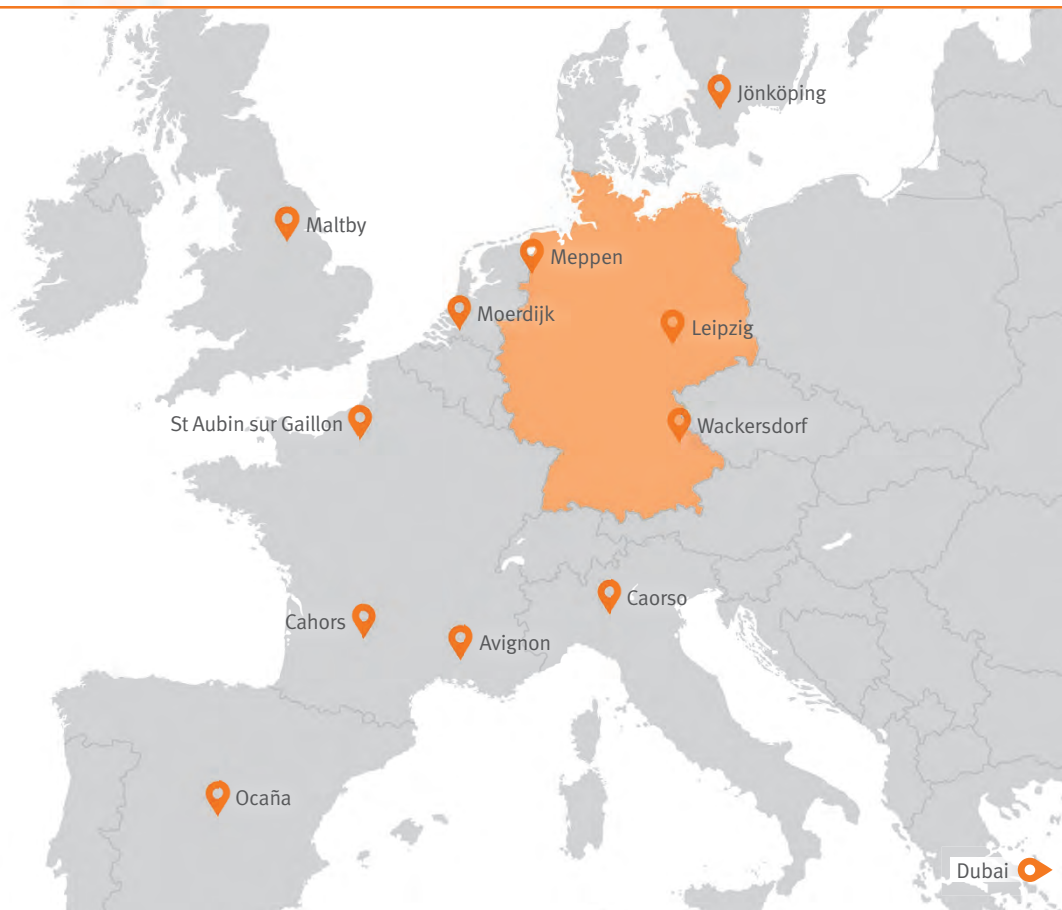 Jönköping
Maltby
Meppen
Moerdijk
Leipzig
St Aubin sur Gaillon
Wackersdorf
Caorso
Cahors
Avignon
Ocaña
Dubai